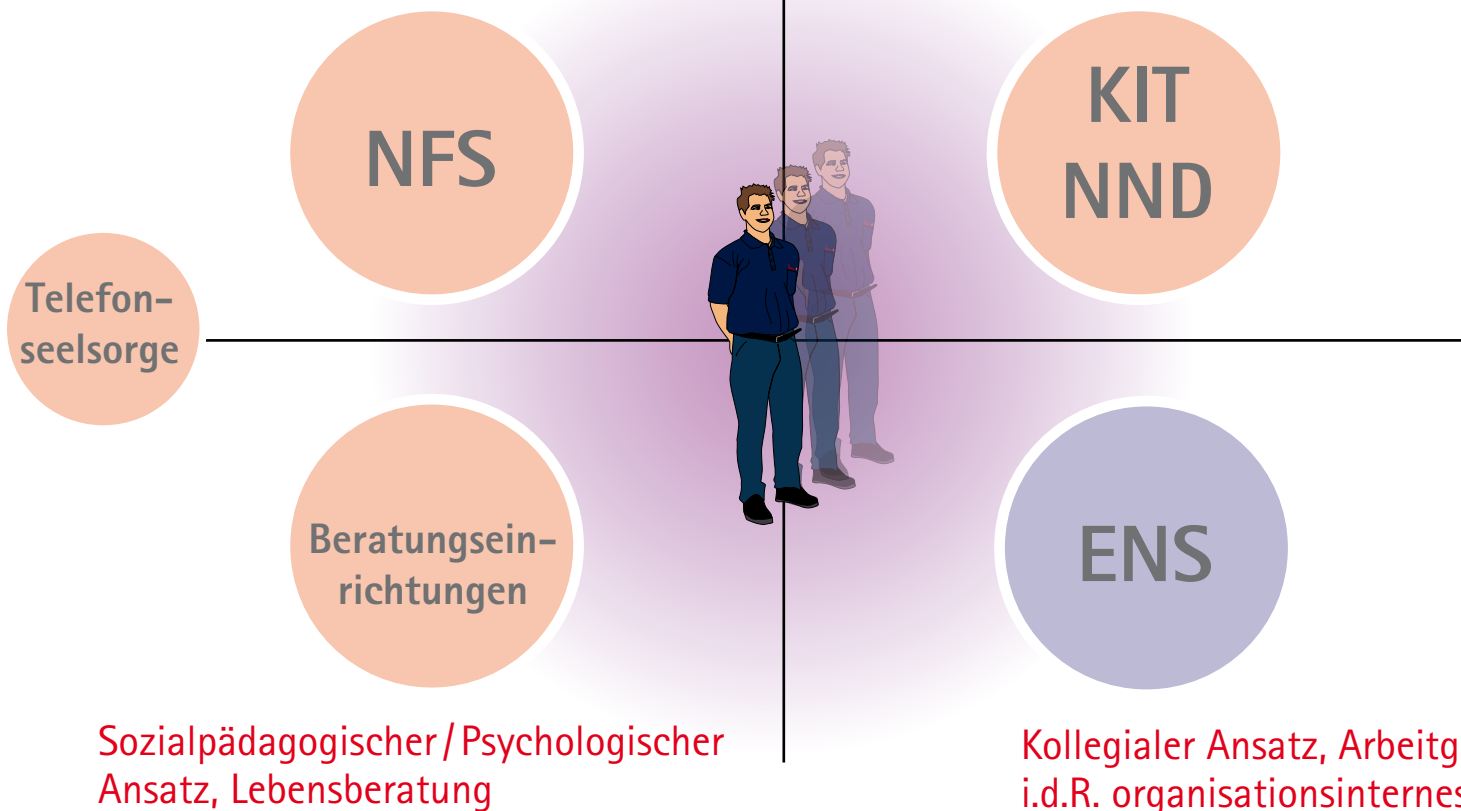 NFS
KIT
NND
Telefon-
seelsorge
Beratungsein-
richtungen
ENS
Sozialpädagogischer / Psychologischer
Ansatz, Lebensberatung
Kollegialer Ansatz, Arbeitg
i.d.R. organisationsinternes